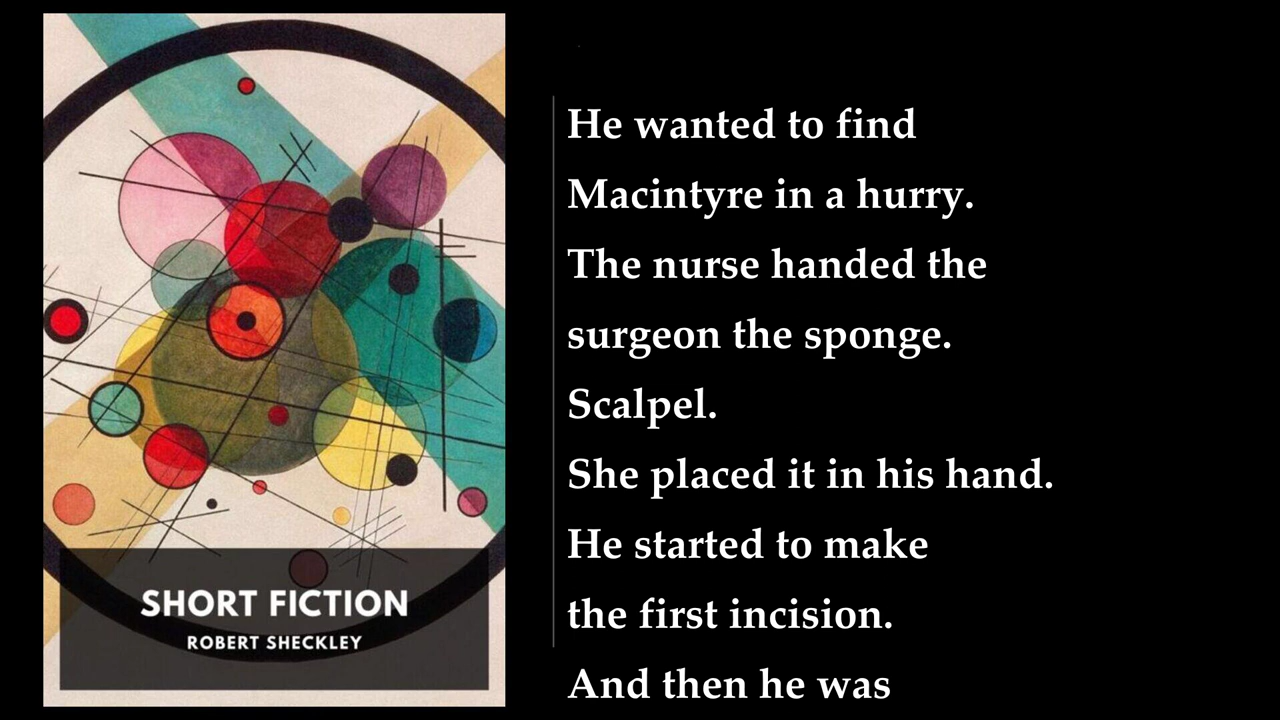 SHORT FICTION
ROBERT SHECKLEY
He wanted to find
Macintyre in a hurry.
The nurse handed the
surgeon the sponge.
Scalpel.
She placed it in his hand.
He started to make
the first incision.
And then he was